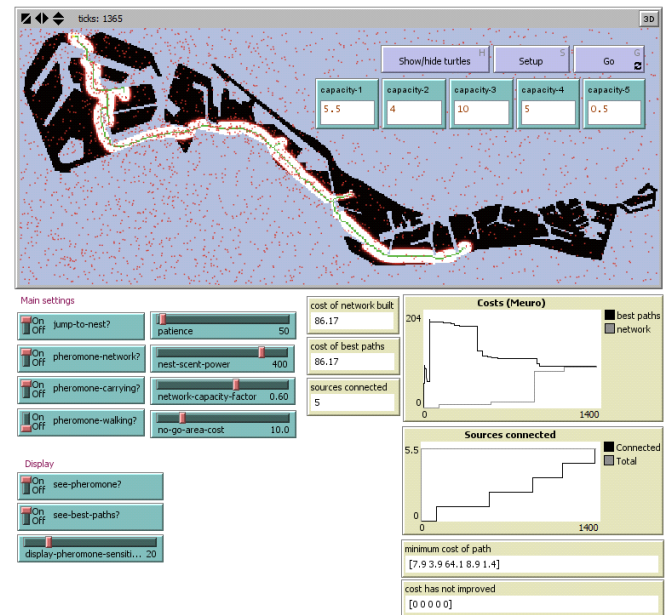 ticks: 1365
3D
Show/hide turtles H
Setup S
Go G
capacity-1
5.5
capacity-2
4
capacity-3
10
capacity-4
5
capacity-5
0.5
Main settings
On
Off
jump-to-nest?
patience 50
On
Off
pheromone-network?
nest-scent-power 400
On
Off
pheromone-carrying?
network-capacity-factor 0.60
On
Off
pheromone-walking?
no-go-area-cost 10.0
cost of network built
86.17
cost of best paths
86.17
sources connected
5
Costs (Meuro)
204
0
0 1400
best paths
network
Display
On
Off
see-pheromone?
On
Off
see-best-paths?
display-pheromone-sensiti... 20
Sources connected
5.5
0
0 1400
Connected
Total
minimum cost of path
[7.9 3.9 64.1 8.9 1.4]
cost has not improved
[0 0 0 0 0]